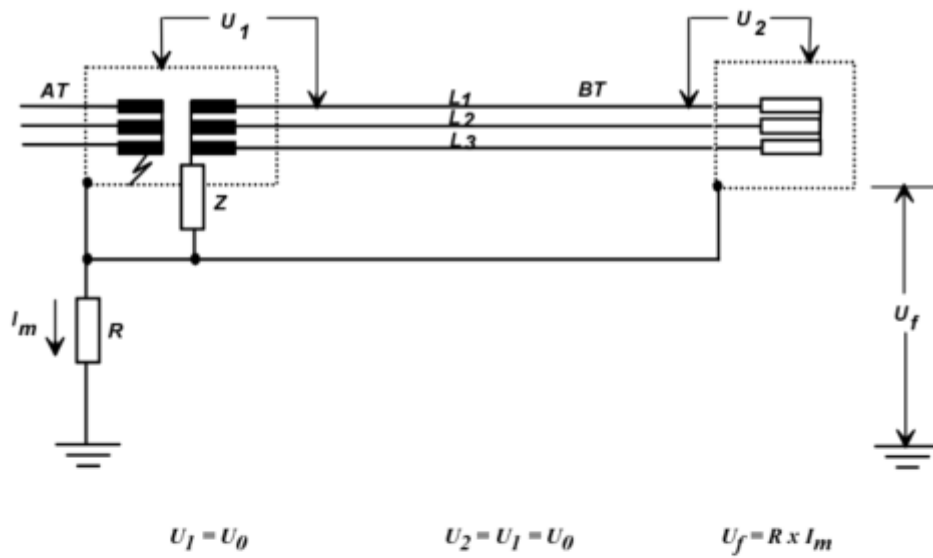 U1 U2
AT L1 BT
L2
L3
Z
Im R Uf
U1 = U0 U2 = U1 = U0 Uf = R x Im